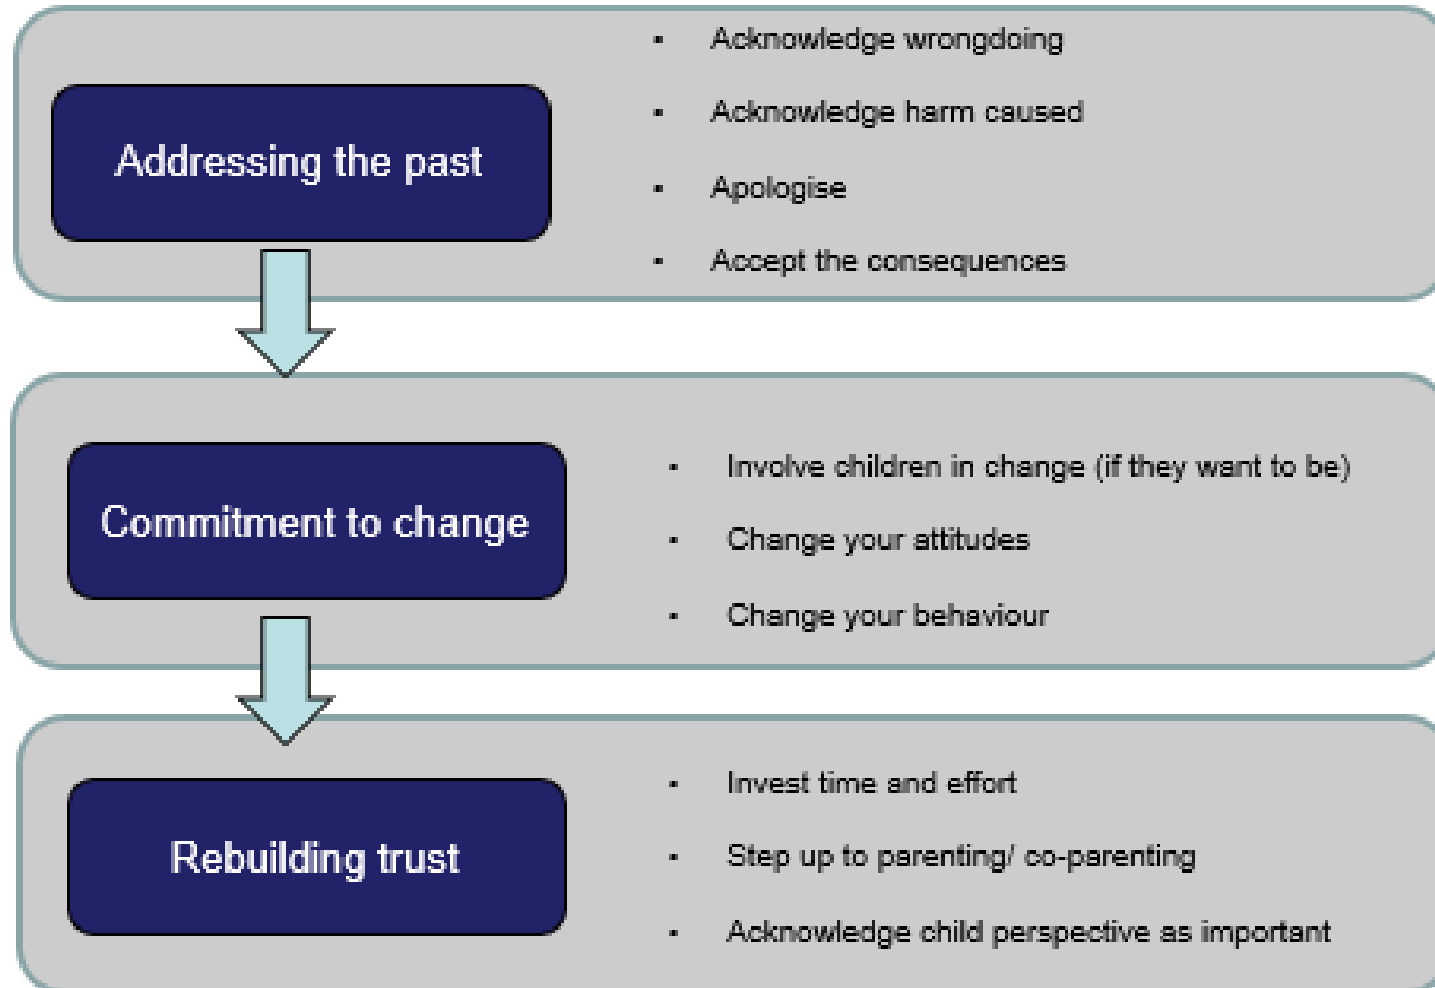 Addressing the past
▪ Acknowledge wrongdoing
▪ Acknowledge harm caused
▪ Apologise
▪ Accept the consequences
Commitment to change
▪ Involve children in change (if they want to be)
▪ Change your attitudes
▪ Change your behaviour
Rebuilding trust
▪ Invest time and effort
▪ Step up to parenting/ co-parenting
▪ Acknowledge child perspective as important